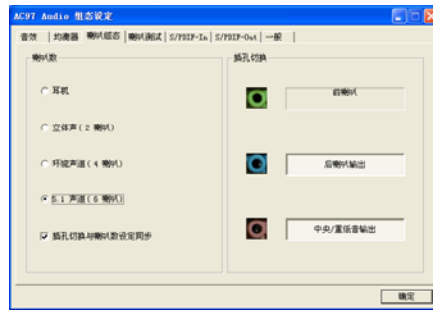 AC97 Audio 组态设定
音效 | 均衡器 喇叭组态 喇叭测试 | S/PDIF-In | S/PDIF-Out | 一般 |
喇叭数
耳机
立体声(2 喇叭)
环绕声道(4 喇叭)
5.1 声道(6 喇叭)
插孔切换与喇叭数设定同步
插孔切换
前喇叭
后喇叭输出
中央/重低音输出
确定